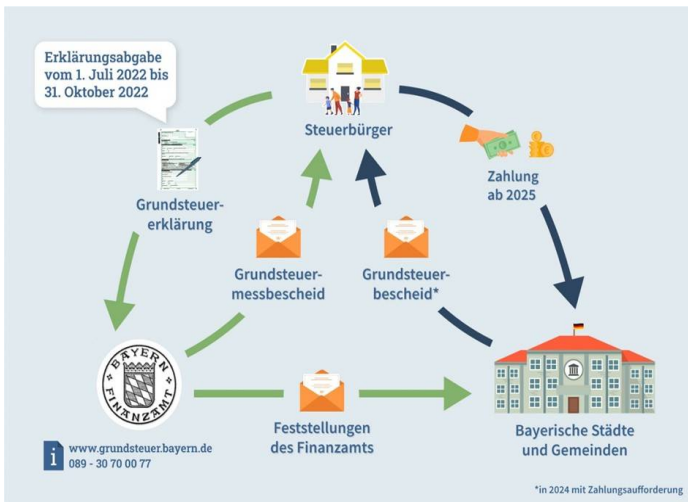 Erklärungsabgabe
vom 1. Juli 2022 bis
31. Oktober 2022
Steuerbürger
Grundsteuer-
erklärung
Zahlung
ab 2025
Grundsteuer-
messbescheid
Grundsteuer-
bescheid*
BAYERN
FINANZAMT
Feststellungen
des Finanzamts
Bayerische Städte
und Gemeinden
i www.grundsteuer.bayern.de
089 - 30 70 00 77
*in 2024 mit Zahlungsaufforderung